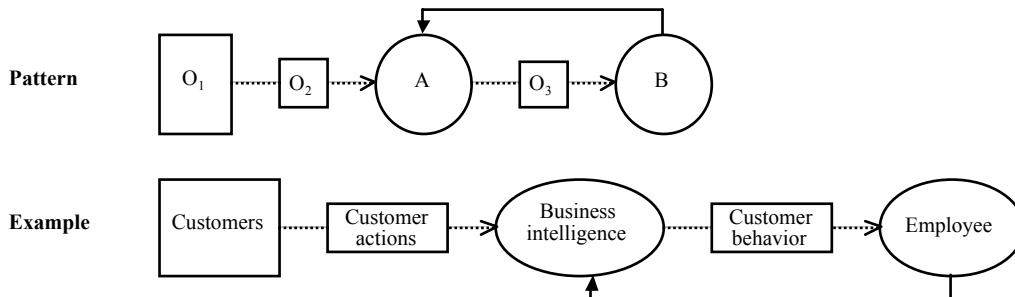 Pattern
O₁
O₂
A
O₃
B
Example
Customers
Customer
actions
Business
intelligence
Customer
behavior
Employee